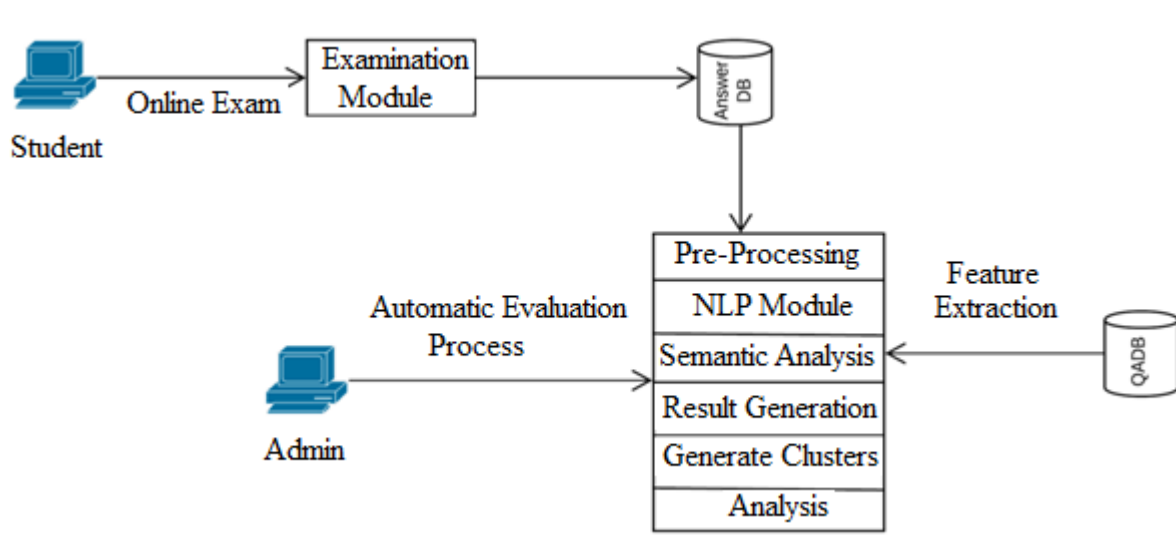 Student
Online Exam
Examination
Module
Answer
DB
Pre-Processing
NLP Module
Semantic Analysis
Result Generation
Generate Clusters
Analysis
Automatic Evaluation
Process
Admin
Feature
Extraction
QADB